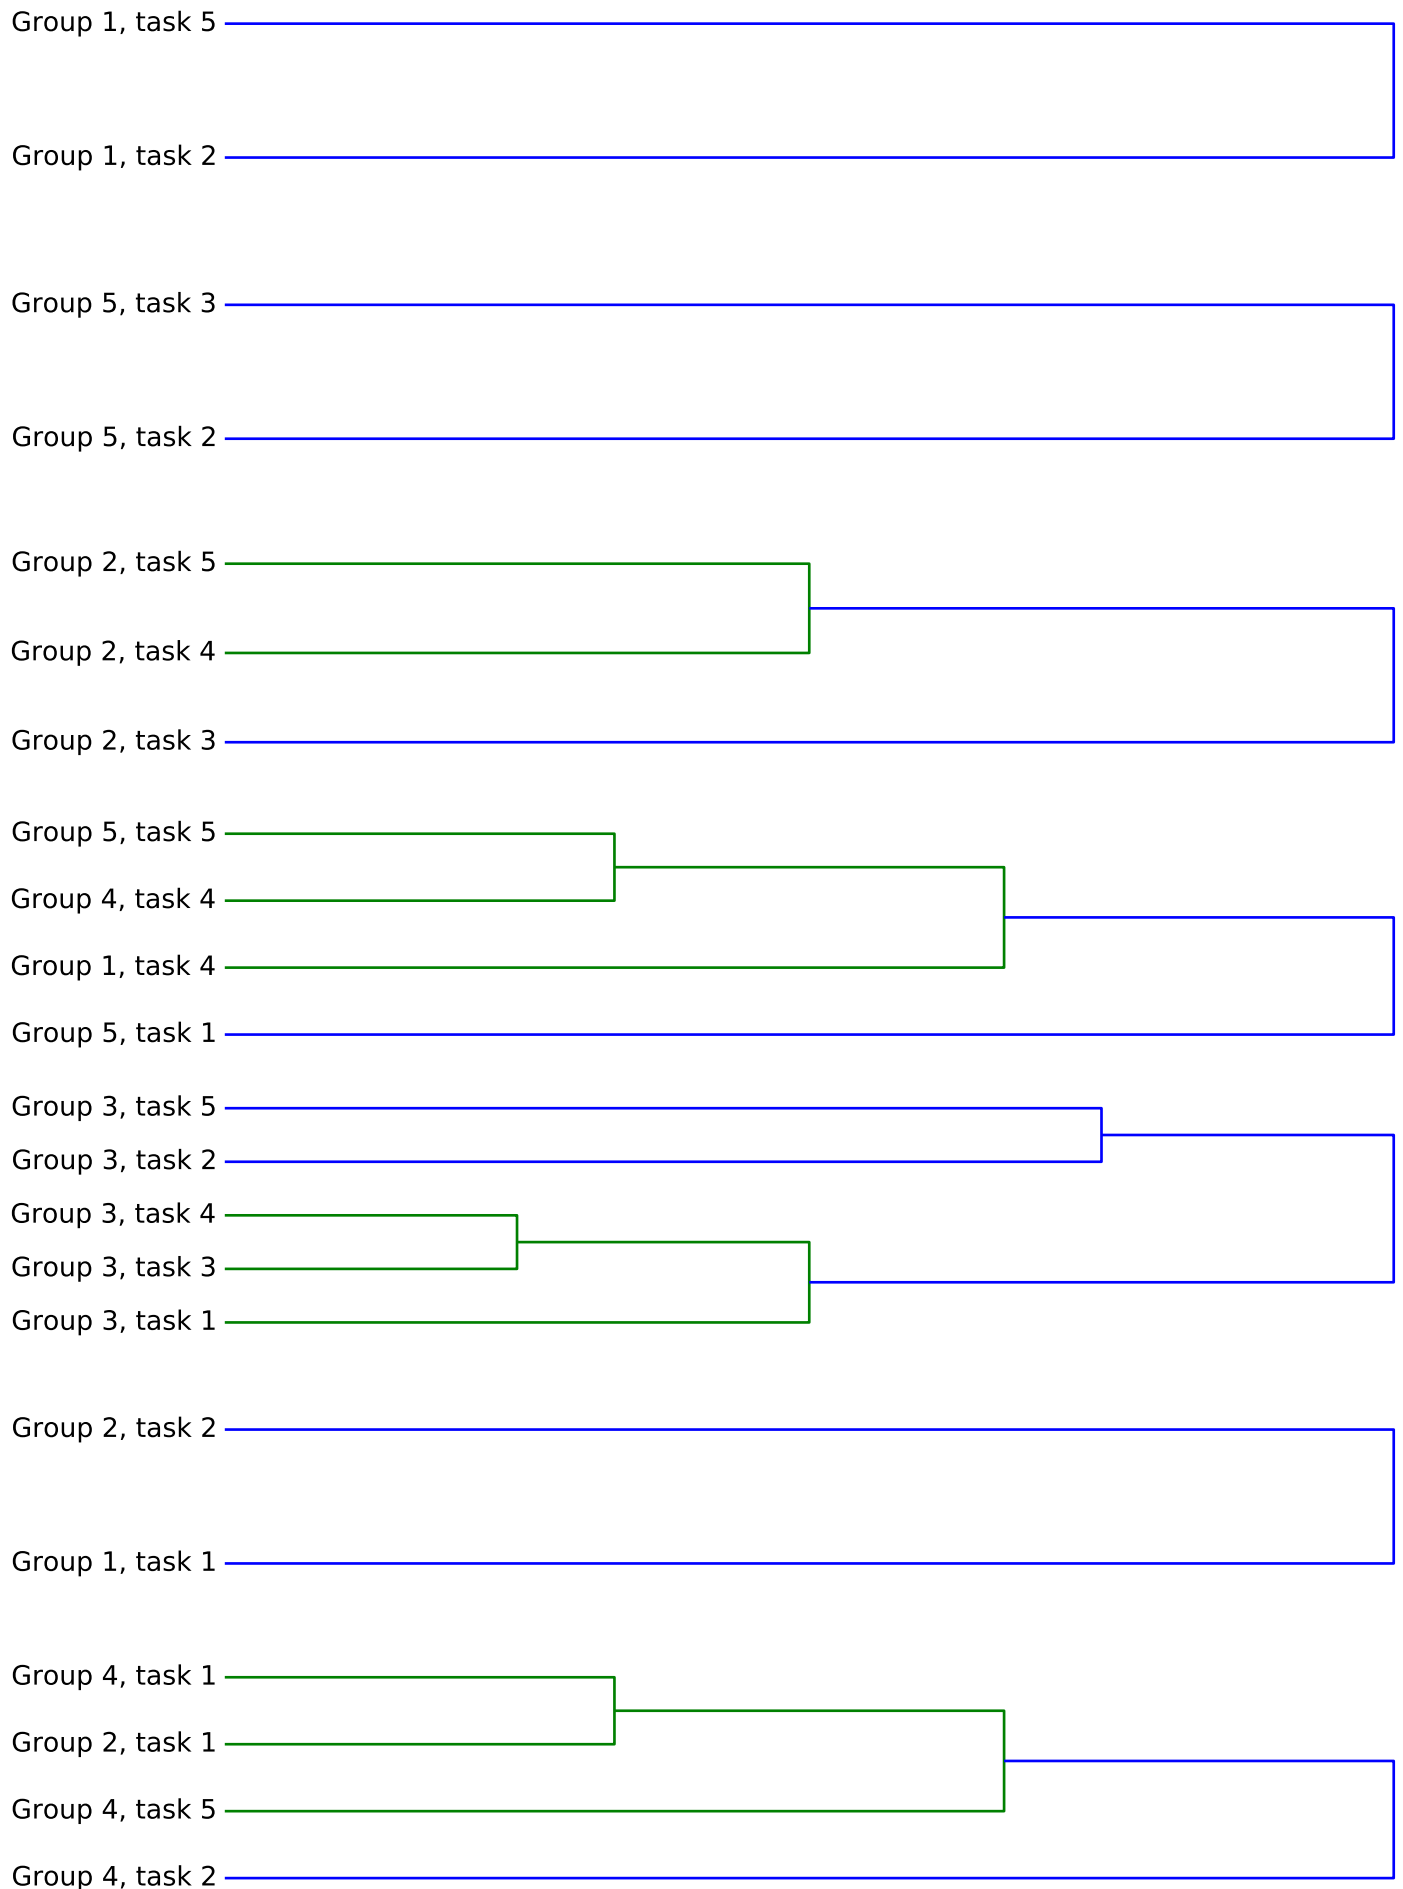 Group 1, task 5
Group 1, task 2
Group 5, task 3
Group 5, task 2
Group 2, task 5
Group 2, task 4
Group 2, task 3
Group 5, task 5
Group 4, task 4
Group 1, task 4
Group 5, task 1
Group 3, task 5
Group 3, task 2
Group 3, task 4
Group 3, task 3
Group 3, task 1
Group 2, task 2
Group 1, task 1
Group 4, task 1
Group 2, task 1
Group 4, task 5
Group 4, task 2